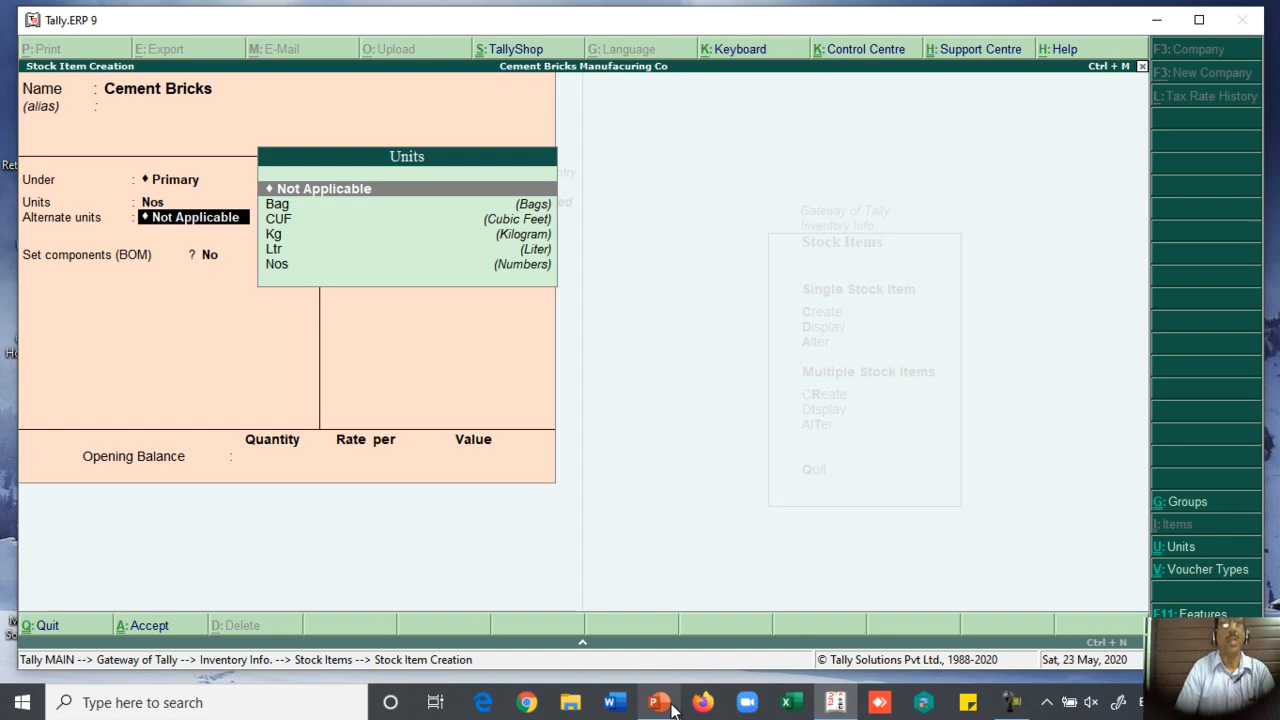 Tally.ERP 9
P: Print E: Export M: E-Mail O: Upload S: TallyShop G: Language K: Keyboard K: Control Centre H: Support Centre H: Help
Stock Item Creation Cement Bricks Manufacuring Co Ctrl + M
F3: Company
F3: New Company
L: Tax Rate History
Name : Cement Bricks
(alias) :
Under : ♦ Primary
Units : Nos
Alternate units : ♦ Not Applicable
Set components (BOM) ? No
Units
♦ Not Applicable
Bag (Bags)
CUF (Cubic Feet)
Kg (Kilogram)
Ltr (Liter)
Nos (Numbers)
Gateway of Tally
Inventory Info.
Stock Items
Single Stock Item
Create
Display
Alter
Multiple Stock Items
CReate
DIsplay
AlTer
Quit
Quantity Rate per Value
Opening Balance :
G: Groups
I: Items
U: Units
V: Voucher Types
F11: Features
Q: Quit A: Accept D: Delete
Ctrl + N
Tally MAIN --> Gateway of Tally --> Inventory Info. --> Stock Items --> Stock Item Creation © Tally Solutions Pvt Ltd., 1988-2020 Sat, 23 May, 2020
Type here to search